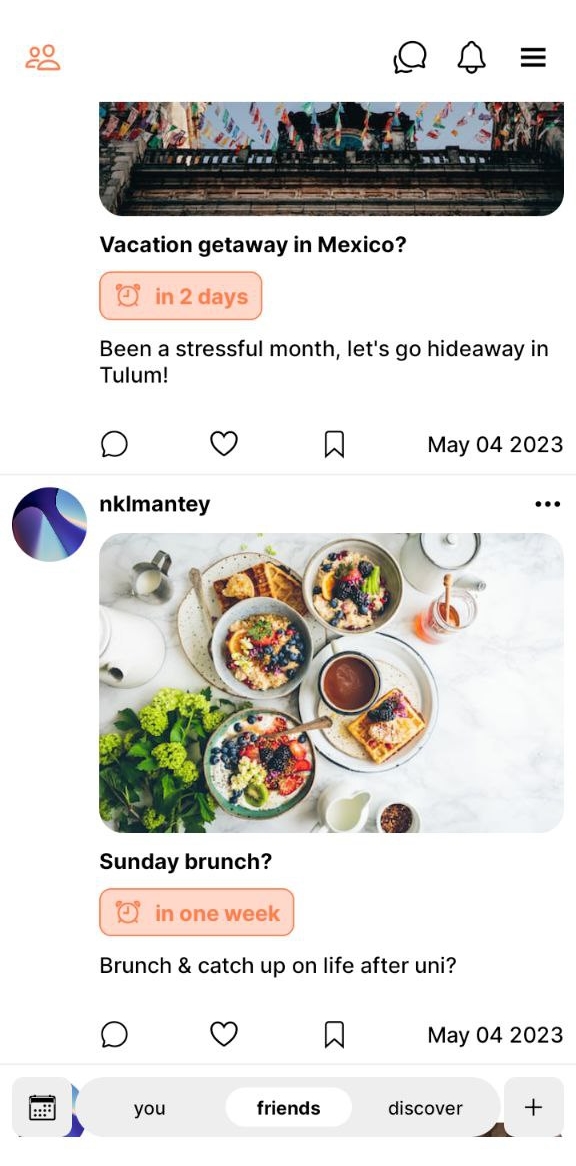 Vacation getaway in Mexico?
in 2 days
Been a stressful month, let's go hideaway in
Tulum!
May 04 2023
nklmantey
Sunday brunch?
in one week
Brunch & catch up on life after uni?
May 04 2023
you
friends
discover